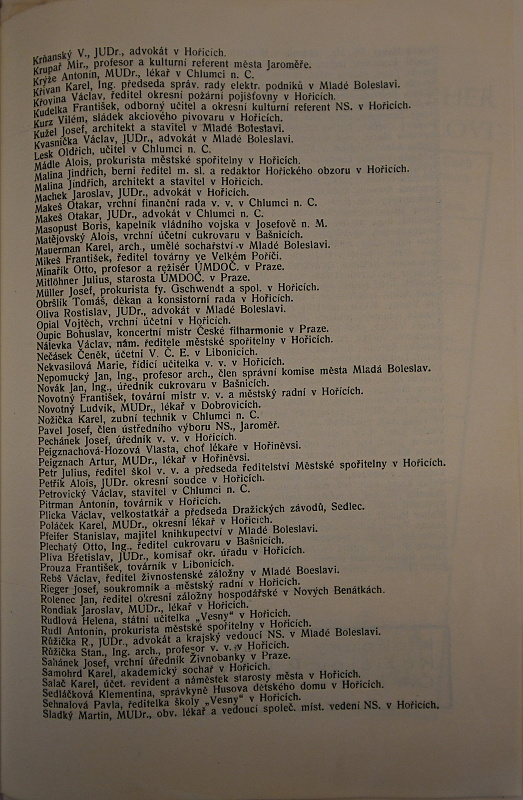 Krňanský V., JUDr., advokát v Hořicích.
Krupař Mir., profesor a kulturní referent města Jaroměře.
Krýže Antonín, MUDr., lékař v Chlumci n. C.
Křivan Karel, Ing. předseda správ. rady elektr. podniků v Mladé Boleslavi.
Křovina Václav, ředitel okresní požární pojišťovny v Hořicích.
Kudelka František, odborný učitel a okresní kulturní referent NS. v Hořicích.
Kurz Vilém, sládek akciového pivovaru v Hořicích.
Kužel Josef, architekt a stavitel v Mladé Boleslavi.
Kvasnička Václav, JUDr., advokát v Mladé Boleslavi.
Lesk Oldřich, učitel v Chlumci n. C.
Mádle Alois, prokurista městské spořitelny v Hořicích.
Malina Jindřich, berní ředitel m. sl. a redaktor Hořického obzoru v Hořicích.
Malina Jindřich, architekt a stavitel v Hořicích.
Machek Jaroslav, JUDr., advokát v Hořicích.
Makeš Otakar, vrchní finanční rada v. v. v Chlumci n. C.
Makeš Otakar, JUDr., advokát v Chlumci n. C.
Masopust Boris, kapelník vládního vojska v Josefově n. M.
Matějovský Alois, vrchní účetní cukrovaru v Bašnicích.
Mauerman Karel, arch., umělé sochařství v Mladé Boleslavi.
Mikeš František, ředitel továrny ve Velkém Poříčí.
Minařík Otto, profesor a režisér ÚMDOČ. v Praze.
Mitlöhner Julius, starosta ÚMDOČ. v Praze.
Müller Josef, prokurista fy. Gschwendt a spol. v Hořicích.
Obršlík Tomáš, děkan a konsistorní rada v Hořicích.
Oliva Rostislav, JUDr., advokát v Mladé Boleslavi.
Opial Vojtěch, vrchní účetní v Hořicích.
Oupic Bohuslav, koncertní mistr České filharmonie v Praze.
Nálevka Václav, nám. ředitele městské spořitelny v Hořicích.
Nečásek Čeněk, účetní V. C. E. v Libonicích.
Nekvasilová Marie, řídící učitelka v. v. v Hořicích.
Nepomucký Jan, Ing., profesor arch., člen správní komise města Mladá Boleslav.
Novák Jan, Ing., úředník cukrovaru v Bašnicích.
Novotný František, tovární mistr v. v. a městský radní v Hořicích.
Novotný Ludvík, MUDr., lékař v Dobrovicích.
Nožička Karel, zubní technik v Chlumci n. C.
Pavel Josef, člen ústředního výboru NS., Jaroměř.
Pechánek Josef, úředník v. v. v Hořicích.
Peigznachová-Hozová Vlasta, choť lékaře v Hořiněvsi.
Peigznach Artur, MUDr., lékař v Hořiněvsi.
Petr Julius, ředitel škol v. v. a předseda ředitelství Městské spořitelny v Hořicích.
Petřík Alois, JUDr. okresní soudce v Hořicích.
Petrovický Václav, stavitel v Chlumci n. C.
Pitrman Antonín, továrník v Hořicích.
Plicka Václav, velkostatkář a předseda Dražických závodů, Sedlec.
Poláček Karel, MUDr., okresní lékař v Hořicích.
Pfeifer Stanislav, majitel knihkupectví v Mladé Boleslavi.
Plechatý Otto, Ing., ředitel cukrovaru v Bašnicích.
Plíva Břetislav, JUDr., komisař okr. úřadu v Hořicích.
Prouza František, továrník v Libonicích.
Rebš Václav, ředitel živnostenské záložny v Mladé Boeslavi.
Rieger Josef, soukromník a městský radní v Hořicích.
Rolenec Jan, ředitel okresní záložny hospodářské v Nových Benátkách.
Rondiak Jaroslav, MUDr., lékař v Hořicích.
Rudlová Helena, státní učitelka „Vesny“ v Hořicích.
Rudl Antonín, prokurista městské spořitelny v Hořicích.
Růžička R., JUDr., advokát a krajský vedoucí NS. v Mladé Boleslavi.
Růžička Stan., Ing. arch., profesor v. v. v Hořicích.
Sahánek Josef, vrchní úředník Živnobanky v Praze.
Samohrd Karel, akademický sochař v Hořicích.
Salač Karel, účet. revident a náměstek starosty města v Hořicích.
Sedláčková Klementina, správkyně Husova dětského domu v Hořicích.
Sehnalová Pavla, ředitelka školy „Vesny“ v Hořicích.
Sladký Martin, MUDr., obv. lékař a vedoucí společ. míst. vedení NS. v Hořicích.